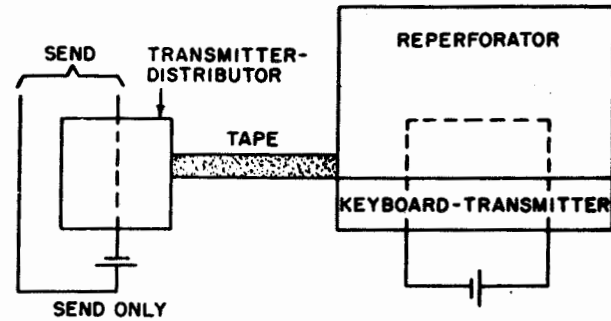 SEND
TRANSMITTER-
DISTRIBUTOR
REPERFORATOR
TAPE
KEYBOARD-TRANSMITTER
SEND ONLY